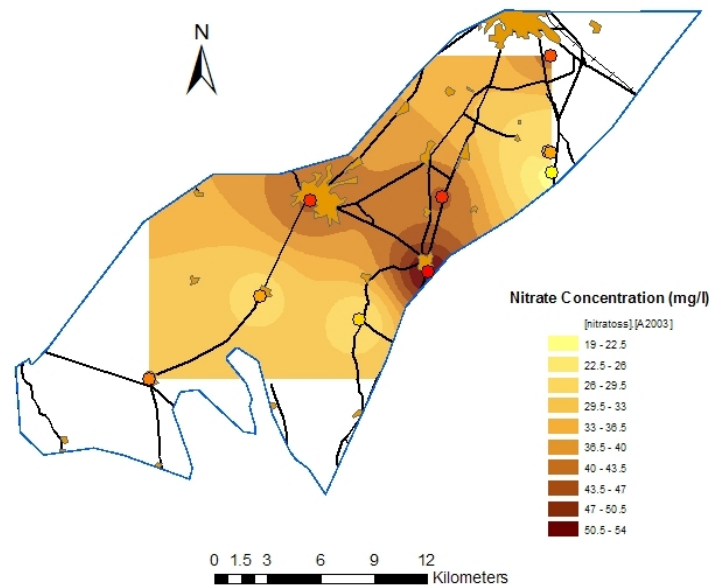 N
Nitrate Concentration (mg/l)
[nitratoss].[A2003]
19 - 22.5
22.5 - 26
26 - 29.5
29.5 - 33
33 - 36.5
36.5 - 40
40 - 43.5
43.5 - 47
47 - 50.5
50.5 - 54
0 1.5 3 6 9 12
Kilometers